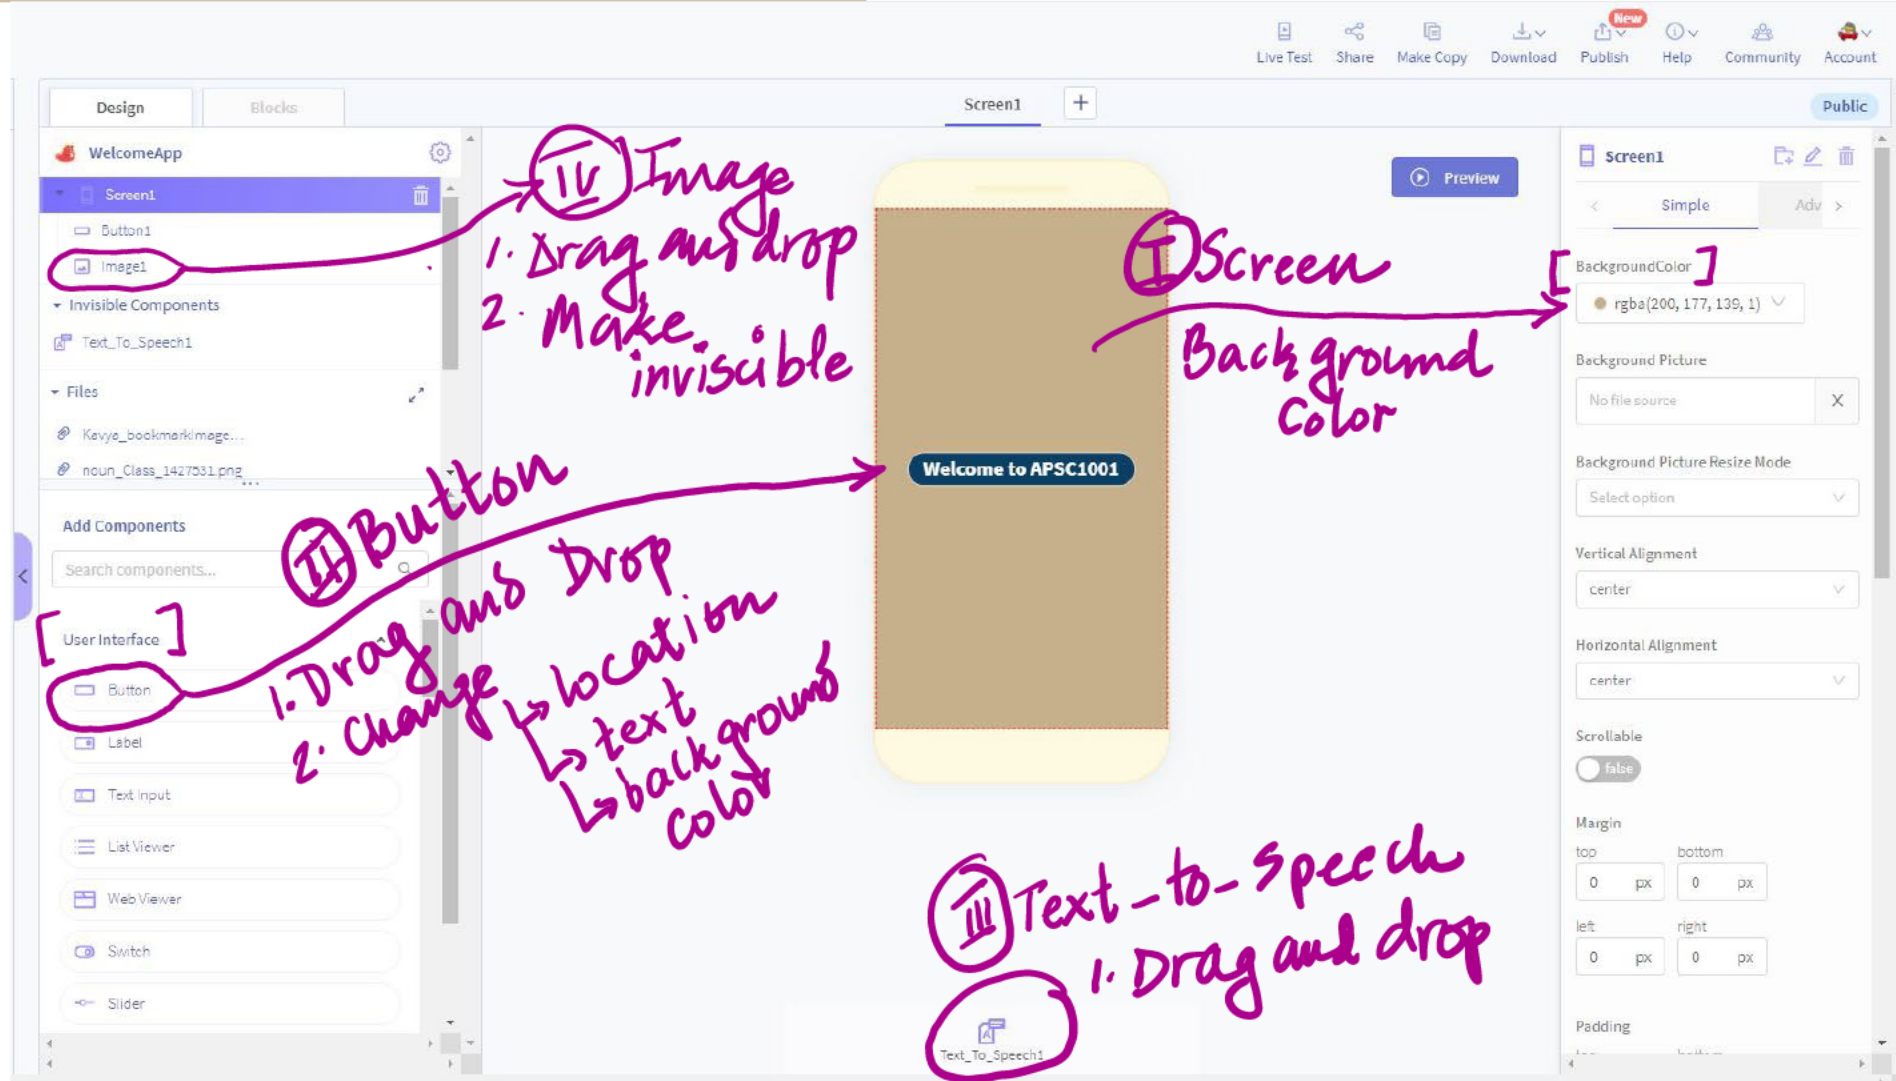 New
Live Test Share Make Copy Download Publish Help Community Account
Design Blocks
Screen1 +
Public
WelcomeApp
Screen1
Button1
Image1
Invisible Components
Text_To_Speech1
Files
Kavya_bookmarkimage...
noun_Class_1427531.png
...
Add Components
Search components...
User Interface
Button
Label
Text Input
List Viewer
Web Viewer
Switch
Slider
IV Image
1. Drag and drop
2. Make
inviscible
II Button
1. Drag and Drop
2. Change
location
text
background
color
Preview
Welcome to APSC1001
I Screen
Background
Color
III Text-to-Speech
1. Drag and drop
Text_To_Speech1
Screen1
< Simple Adv >
[BackgroundColor]
rgba(200, 177, 139, 1)
Background Picture
No file source X
Background Picture Resize Mode
Select option
Vertical Alignment
center
Horizontal Alignment
center
Scrollable
false
Margin
top bottom
0 px 0 px
left right
0 px 0 px
Padding